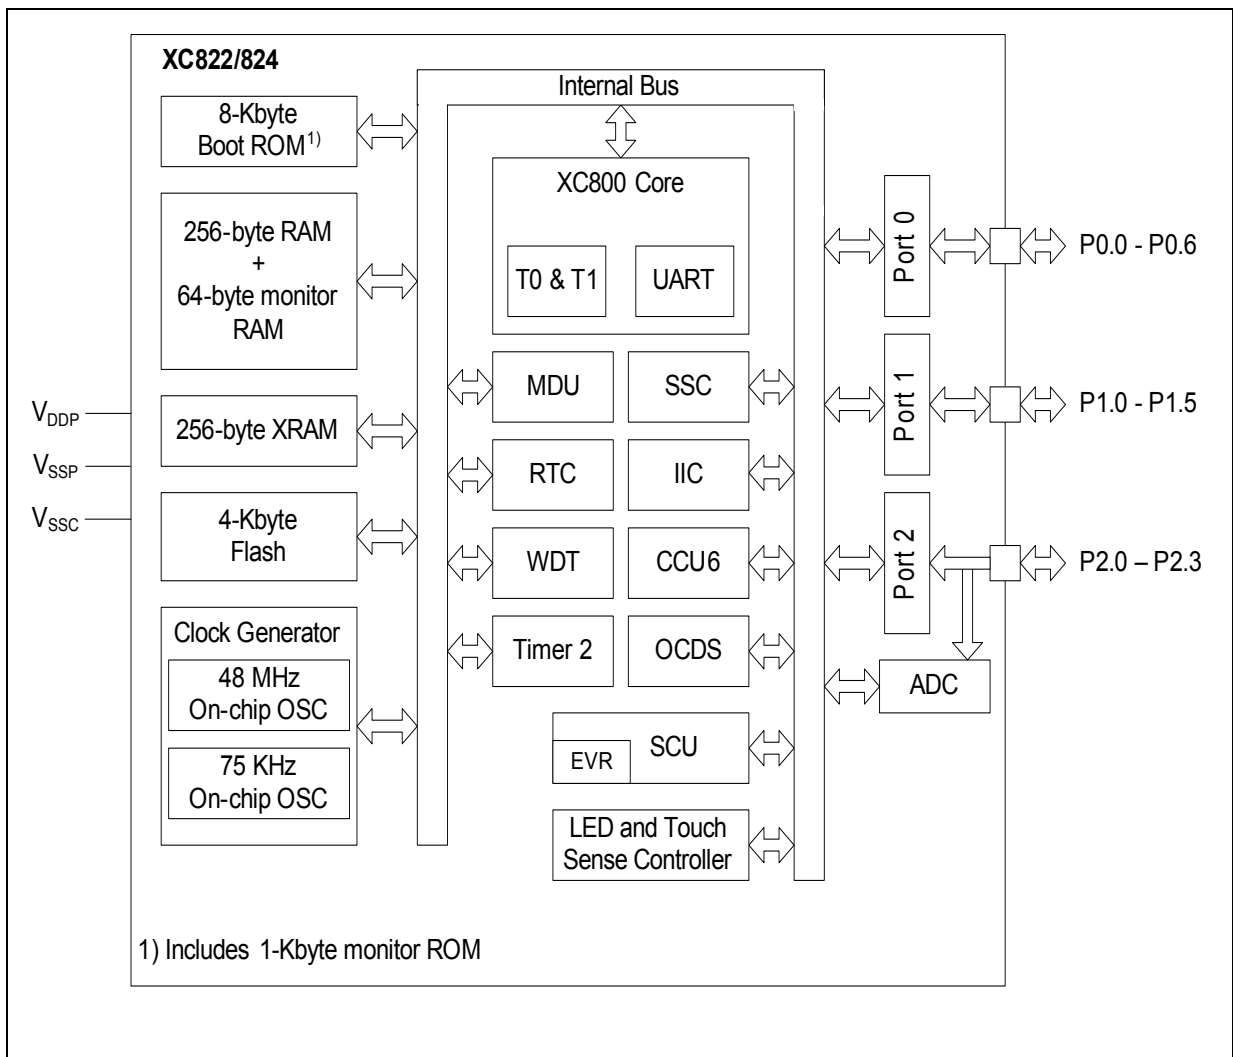 XC822/824
Internal Bus
8-Kbyte
Boot ROM1)
256-byte RAM
+
64-byte monitor
RAM
256-byte XRAM
4-Kbyte
Flash
Clock Generator
48 MHz
On-chip OSC
75 KHz
On-chip OSC
VDDP
VSSP
VSSC
XC800 Core
T0 & T1
UART
MDU
SSC
RTC
IIC
WDT
CCU6
Timer 2
OCDS
SCU
EVR
LED and Touch
Sense Controller
Port 0
P0.0 - P0.6
Port 1
P1.0 - P1.5
Port 2
P2.0 – P2.3
ADC
1) Includes 1-Kbyte monitor ROM